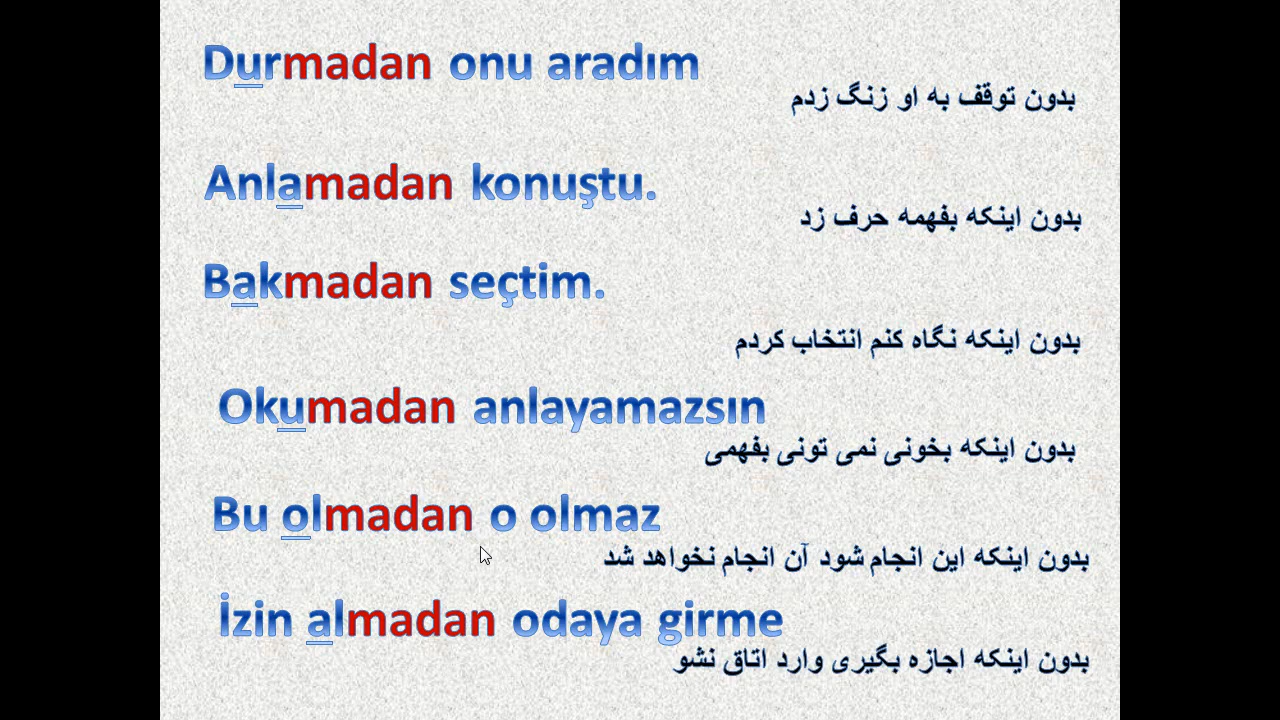 Durmadan onu aradım
بدون توقف به او زنگ زدم
Anlamadan konuştu.
بدون اینکه بفهمه حرف زد
Bakmadan seçtim.
بدون اینکه نگاه کنم انتخاب کردم
Okumadan anlayamazsın
بدون اینکه بخونی نمی تونی بفهمی
Bu olmadan o olmaz
بدون اینکه این انجام شود آن انجام نخواهد شد
İzin almadan odaya girme
بدون اینکه اجازه بگیری وارد اتاق نشو